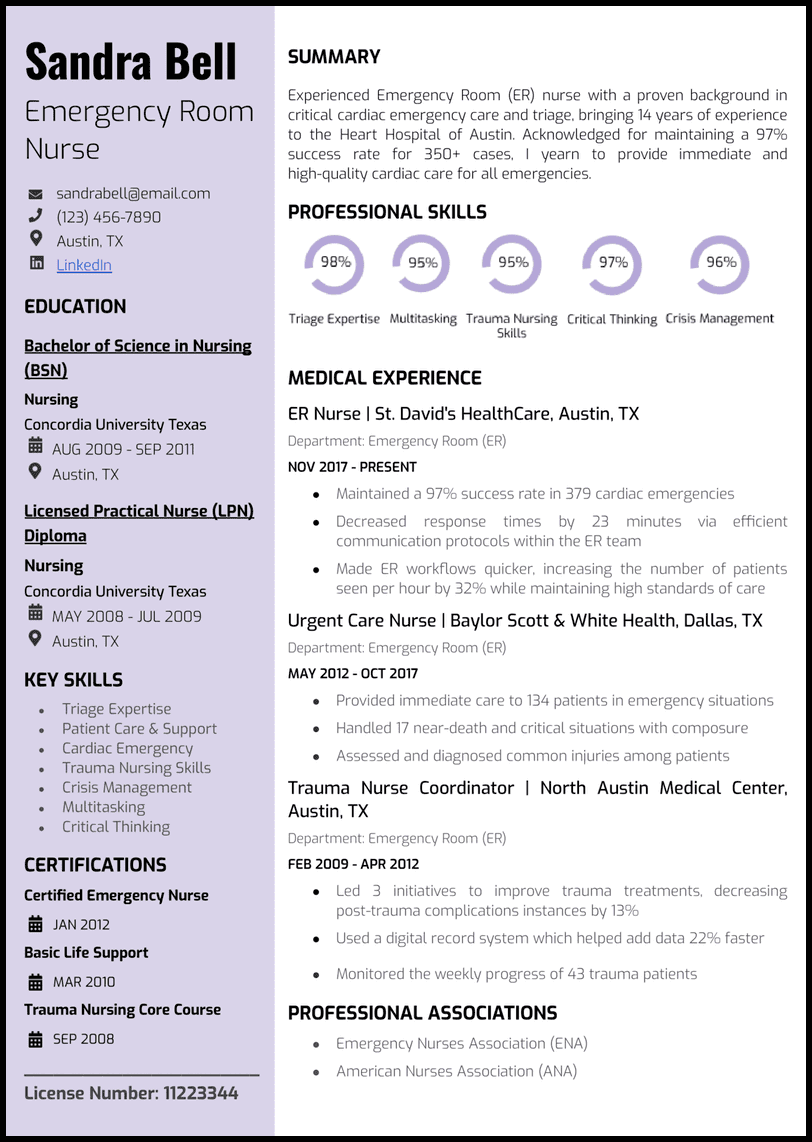 Sandra Bell
Emergency Room
Nurse
sandrabell@email.com
(123) 456-7890
Austin, TX
LinkedIn
EDUCATION
Bachelor of Science in Nursing
(BSN)
Nursing
Concordia University Texas
AUG 2009 - SEP 2011
Austin, TX
Licensed Practical Nurse (LPN)
Diploma
Nursing
Concordia University Texas
MAY 2008 - JUL 2009
Austin, TX
KEY SKILLS
• Triage Expertise
• Patient Care & Support
• Cardiac Emergency
• Trauma Nursing Skills
• Crisis Management
• Multitasking
• Critical Thinking
CERTIFICATIONS
Certified Emergency Nurse
JAN 2012
Basic Life Support
MAR 2010
Trauma Nursing Core Course
SEP 2008
License Number: 11223344
SUMMARY
Experienced Emergency Room (ER) nurse with a proven background in
critical cardiac emergency care and triage, bringing 14 years of experience
to the Heart Hospital of Austin. Acknowledged for maintaining a 97%
success rate for 350+ cases, I yearn to provide immediate and
high-quality cardiac care for all emergencies.
PROFESSIONAL SKILLS
98% 95% 95% 97% 96%
Triage Expertise Multitasking Trauma Nursing Critical Thinking Crisis Management
Skills
MEDICAL EXPERIENCE
ER Nurse | St. David's HealthCare, Austin, TX
Department: Emergency Room (ER)
NOV 2017 - PRESENT
• Maintained a 97% success rate in 379 cardiac emergencies
• Decreased response times by 23 minutes via efficient
communication protocols within the ER team
• Made ER workflows quicker, increasing the number of patients
seen per hour by 32% while maintaining high standards of care
Urgent Care Nurse | Baylor Scott & White Health, Dallas, TX
Department: Emergency Room (ER)
MAY 2012 - OCT 2017
• Provided immediate care to 134 patients in emergency situations
• Handled 17 near-death and critical situations with composure
• Assessed and diagnosed common injuries among patients
Trauma Nurse Coordinator | North Austin Medical Center,
Austin, TX
Department: Emergency Room (ER)
FEB 2009 - APR 2012
• Led 3 initiatives to improve trauma treatments, decreasing
post-trauma complications instances by 13%
• Used a digital record system which helped add data 22% faster
• Monitored the weekly progress of 43 trauma patients
PROFESSIONAL ASSOCIATIONS
• Emergency Nurses Association (ENA)
• American Nurses Association (ANA)